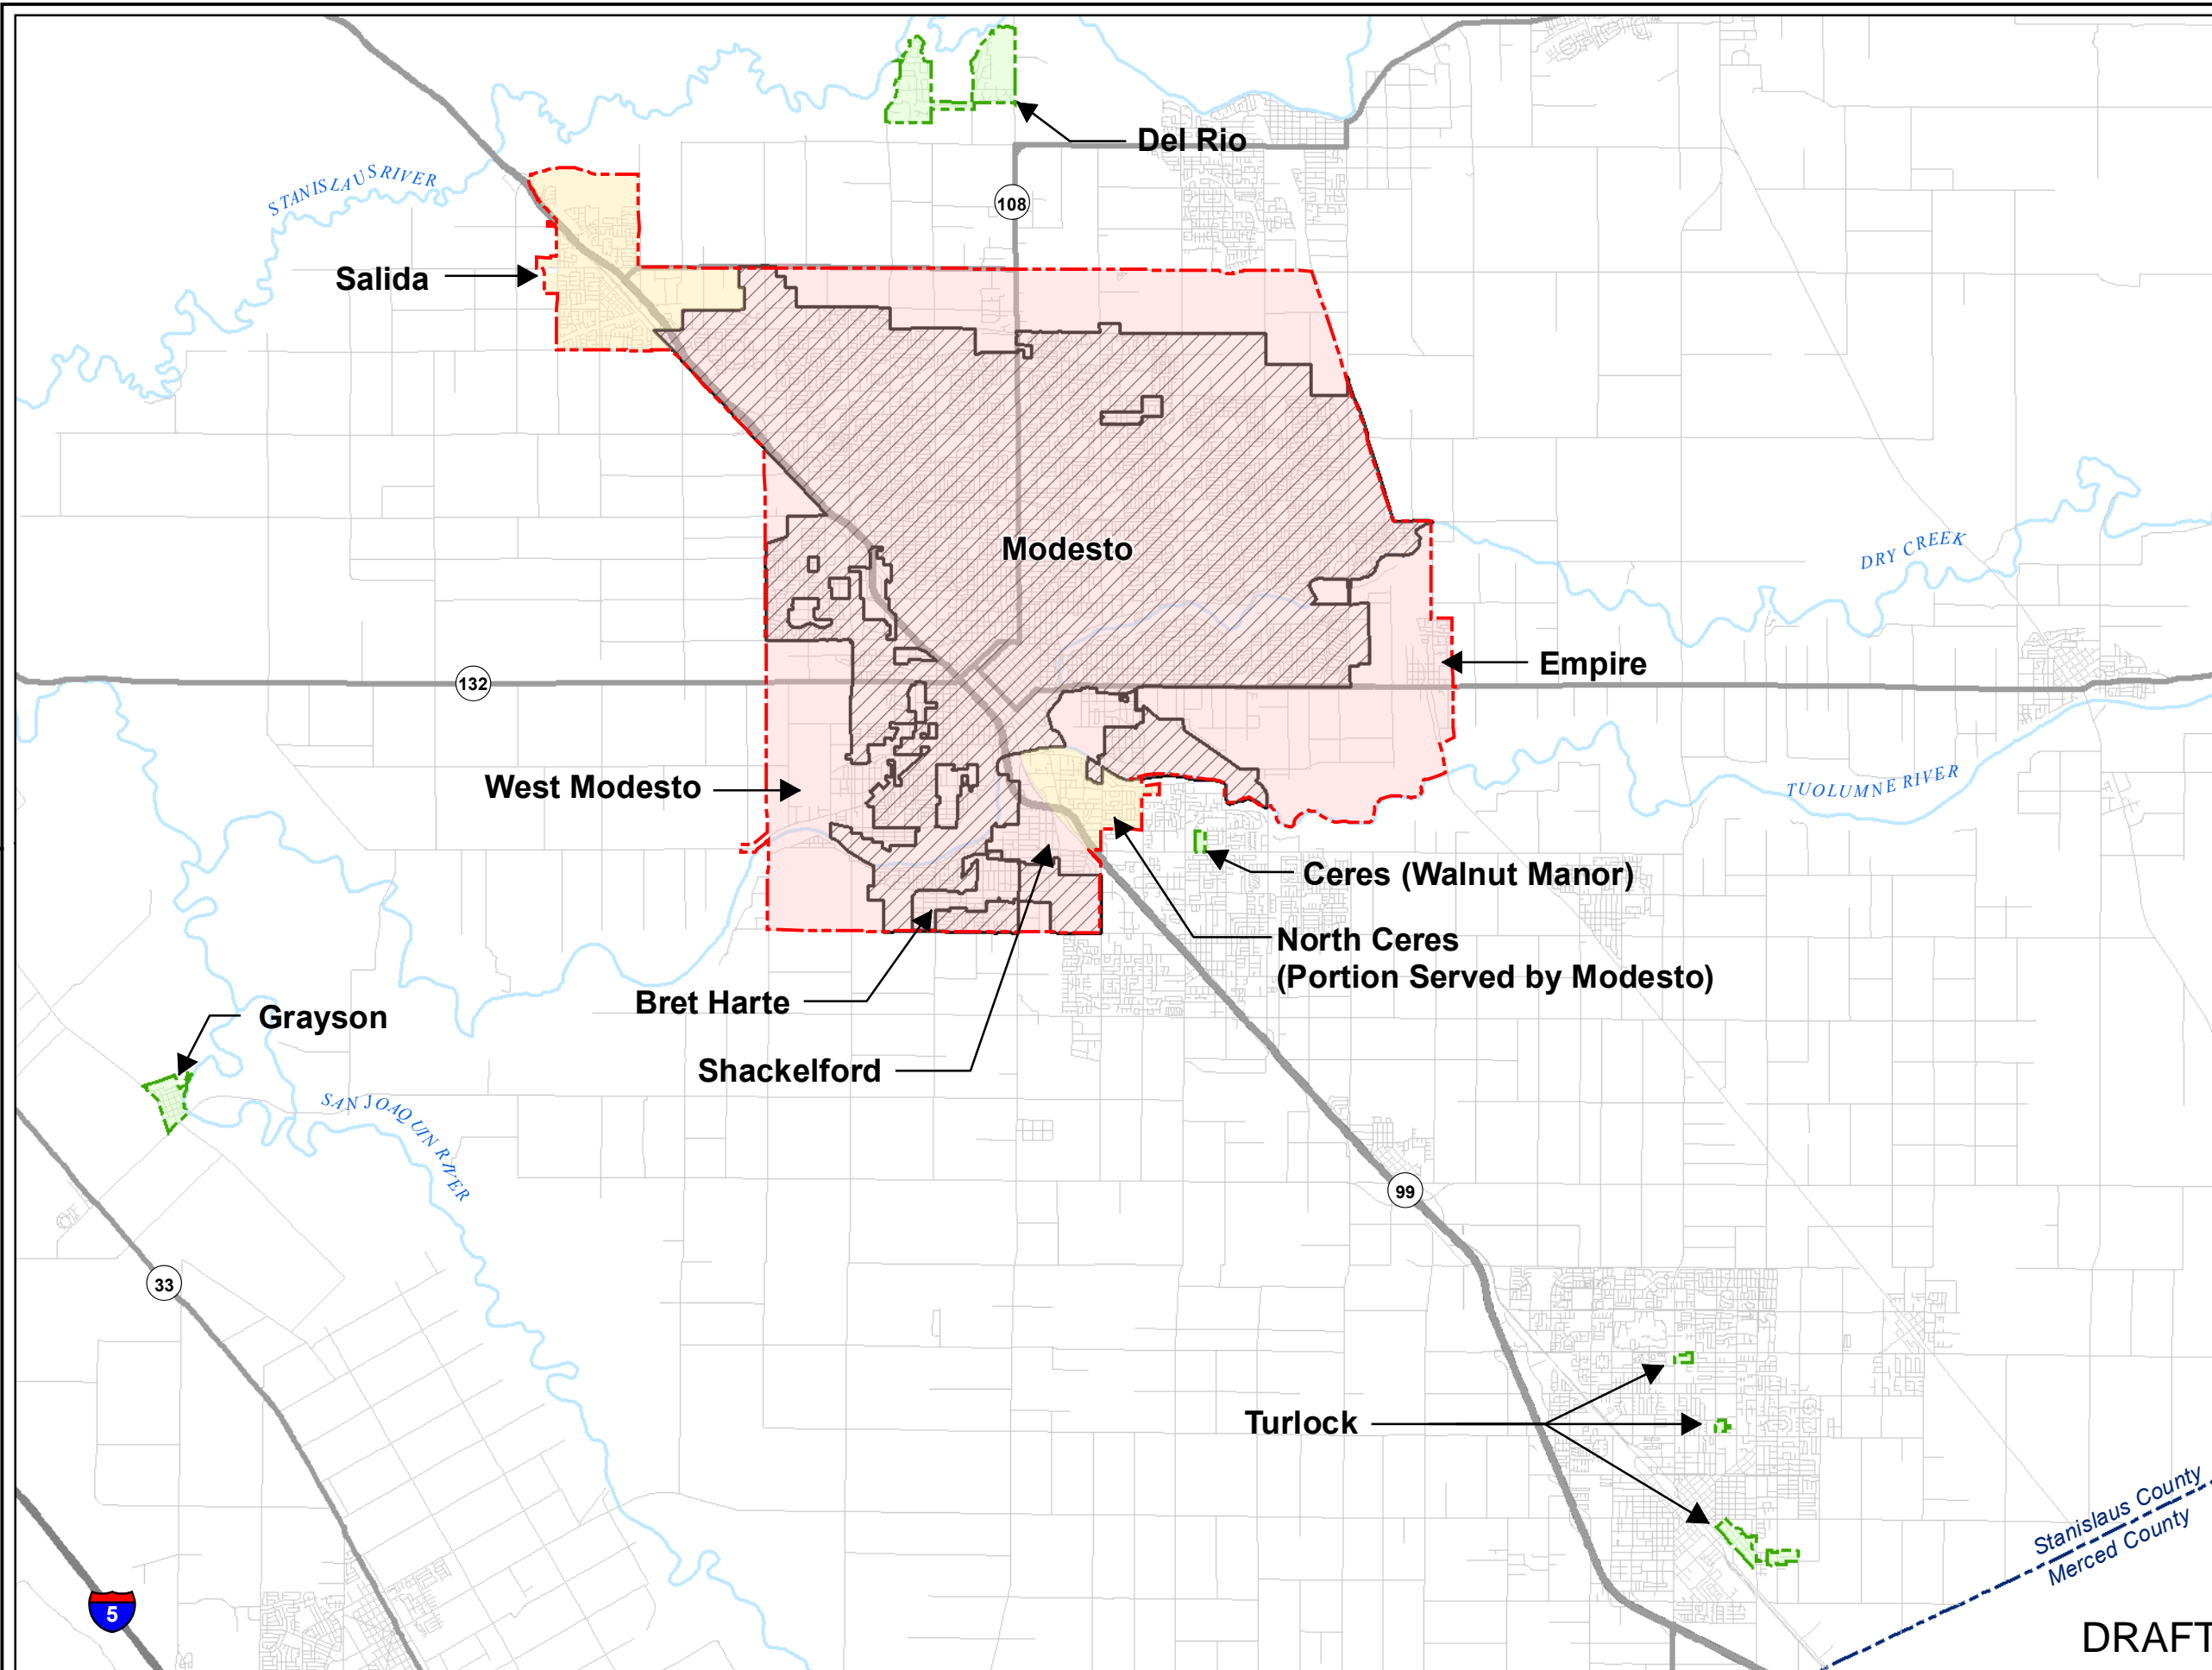 Del Rio
STANISLAUS RIVER
108
Salida
Modesto
DRY CREEK
Empire
132
West Modesto
TUOLUMNE RIVER
Ceres (Walnut Manor)
North Ceres
(Portion Served by Modesto)
Bret Harte
Grayson
Shackelford
SAN JOAQUIN RIVER
99
33
Turlock
Stanislaus County
Merced County
5
DRAFT